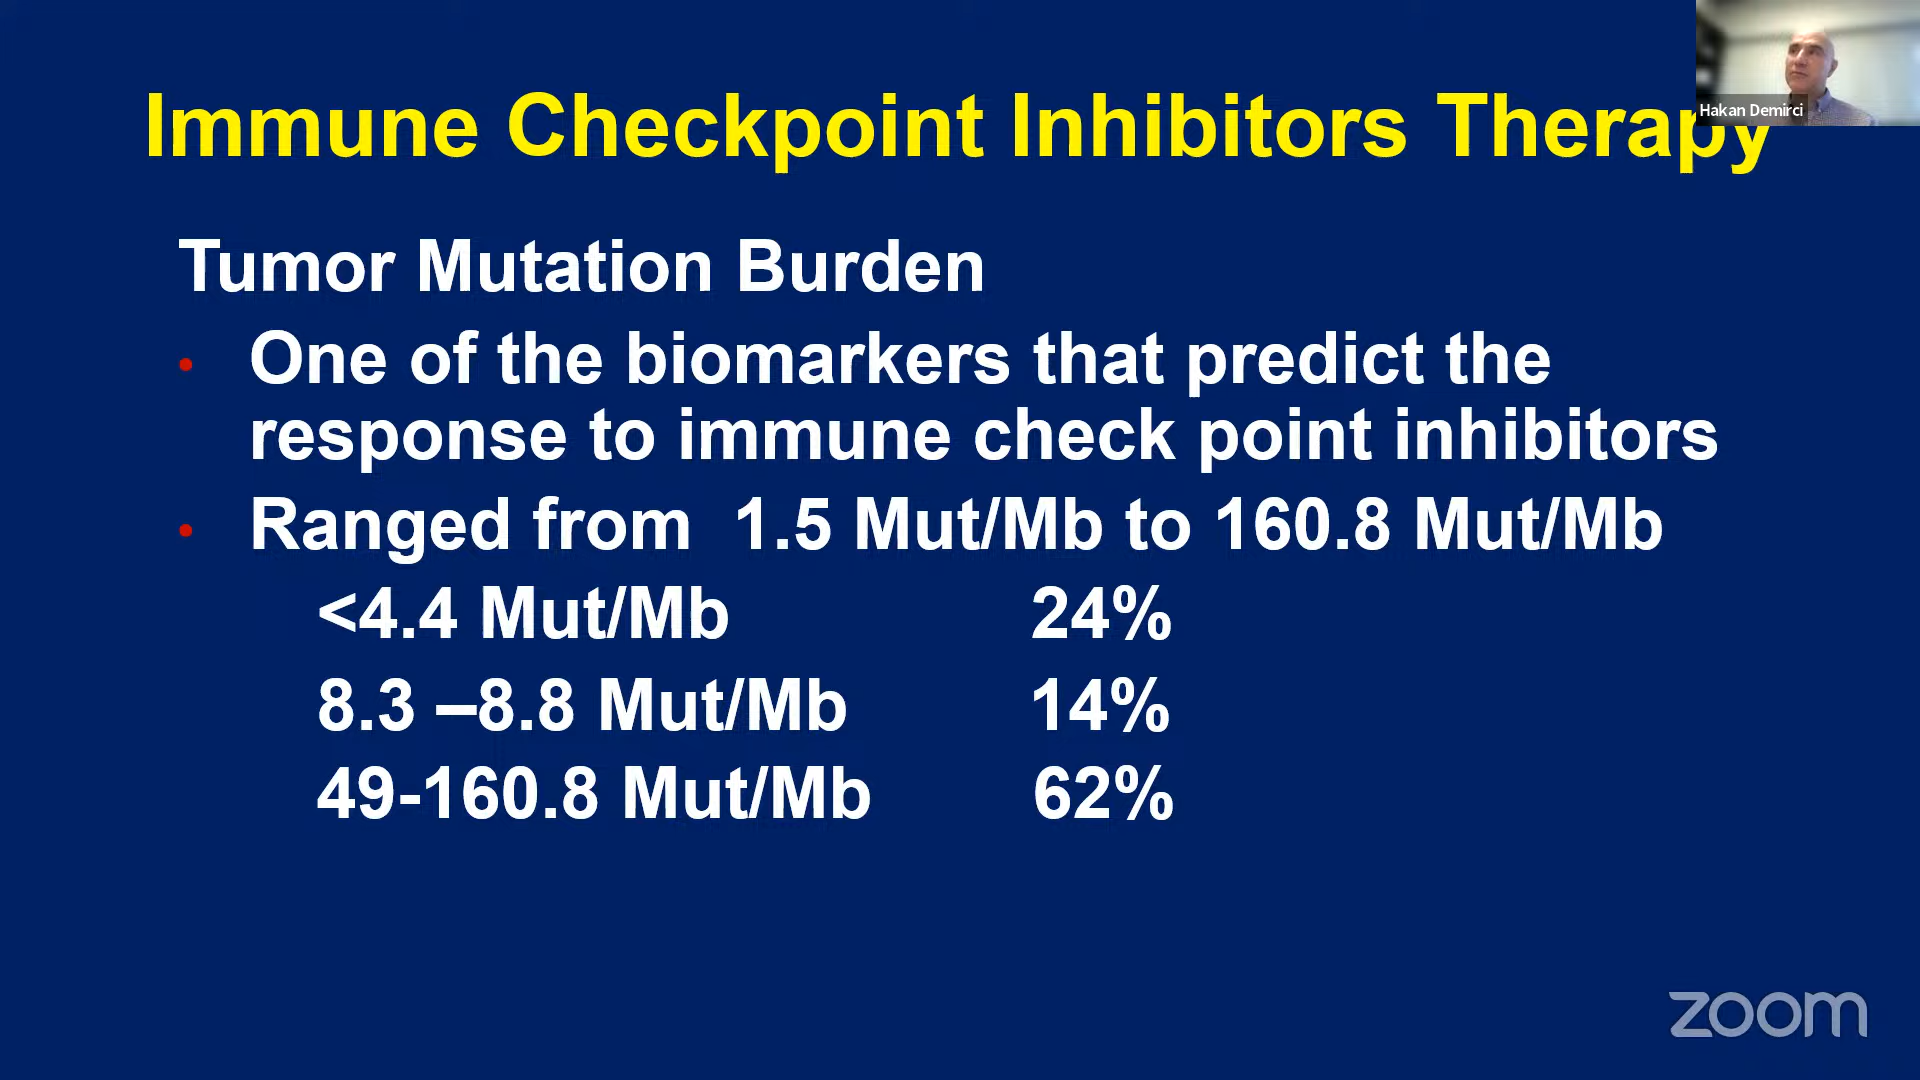 Immune Checkpoint Inhibitors Therapy
Hakan Demirci
Tumor Mutation Burden
• One of the biomarkers that predict the
response to immune check point inhibitors
• Ranged from 1.5 Mut/Mb to 160.8 Mut/Mb
<4.4 Mut/Mb 24%
8.3 –8.8 Mut/Mb 14%
49-160.8 Mut/Mb 62%
zoom